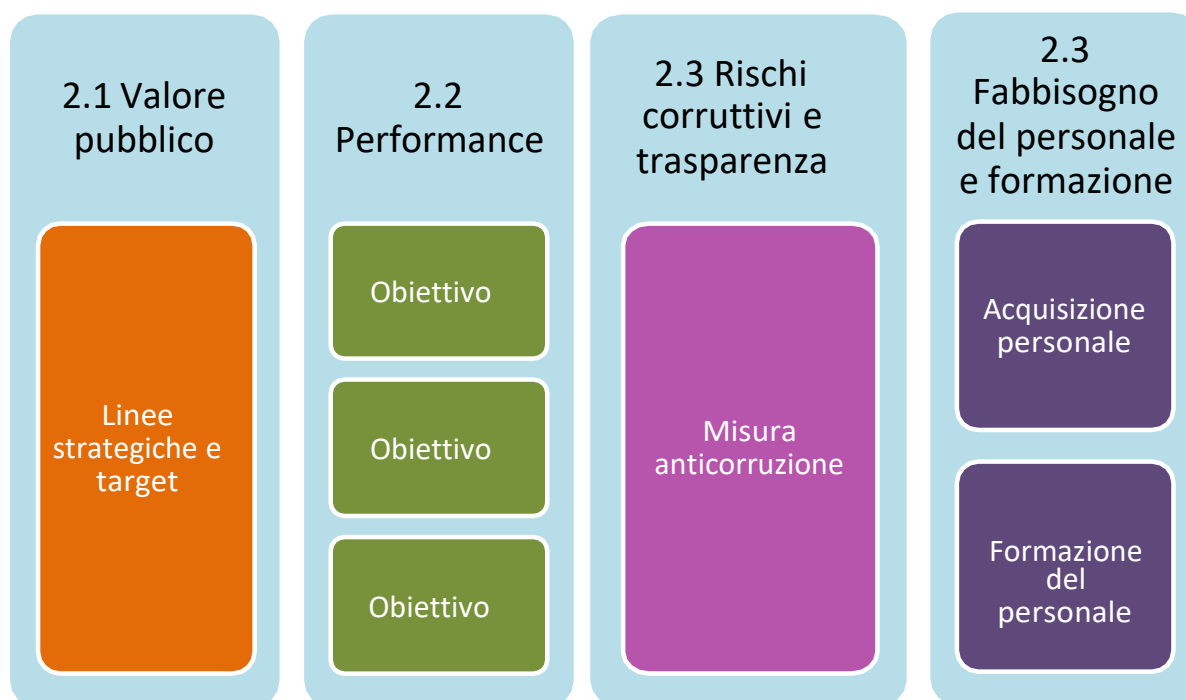 2.1 Valore
pubblico
Linee
strategiche e
target
2.2
Performance
Obiettivo
Obiettivo
Obiettivo
2.3 Rischi
corruttivi e
trasparenza
Misura
anticorruzione
2.3
Fabbisogno
del personale
e formazione
Acquisizione
personale
Formazione
del
personale